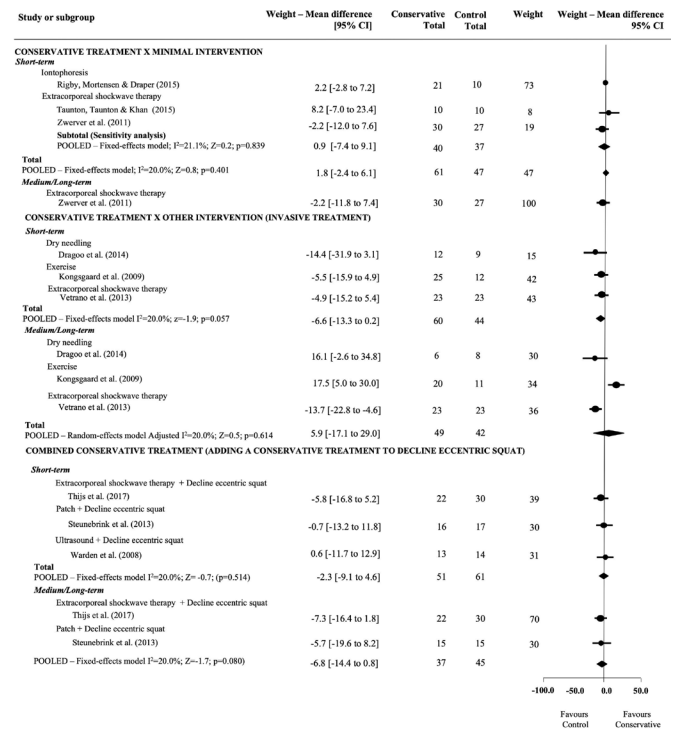 Study or subgroup Weight – Mean difference [95% CI] Conservative Total Control Total Weight Weight – Mean difference 95% CI
CONSERVATIVE TREATMENT X MINIMAL INTERVENTION
Short-term
Iontophoresis
Rigby, Mortensen & Draper (2015) 2.2 [-2.8 to 7.2] 21 10 73
Extracorporeal shockwave therapy
Taunton, Taunton & Khan (2015) 8.2 [-7.0 to 23.4] 10 10 8
Zwerver et al. (2011) -2.2 [-12.0 to 7.6] 30 27 19
Subtotal (Sensitivity analysis)
POOLED – Fixed-effects model; I²=21.1%; Z=0.2; p=0.839 0.9 [-7.4 to 9.1] 40 37
Total
POOLED – Fixed-effects model; I²=20.0%; Z=0.8; p=0.401 1.8 [-2.4 to 6.1] 61 47 47
Medium/Long-term
Extracorporeal shockwave therapy
Zwerver et al. (2011) -2.2 [-11.8 to 7.4] 30 27 100
CONSERVATIVE TREATMENT X OTHER INTERVENTION (INVASIVE TREATMENT)
Short-term
Dry needling
Dragoo et al. (2014) -14.4 [-31.9 to 3.1] 12 9 15
Exercise
Kongsgaard et al. (2009) -5.5 [-15.9 to 4.9] 25 12 42
Extracorporeal shockwave therapy
Vetrano et al. (2013) -4.9 [-15.2 to 5.4] 23 23 43
Total
POOLED – Fixed-effects model I²=20.0%; z=-1.9; p=0.057 -6.6 [-13.3 to 0.2] 60 44
Medium/Long-term
Dry needling
Dragoo et al. (2014) 16.1 [-2.6 to 34.8] 6 8 30
Exercise
Kongsgaard et al. (2009) 17.5 [5.0 to 30.0] 20 11 34
Extracorporeal shockwave therapy
Vetrano et al. (2013) -13.7 [-22.8 to -4.6] 23 23 36
Total
POOLED – Random-effects model Adjusted I²=20.0%; Z=0.5; p=0.614 5.9 [-17.1 to 29.0] 49 42
COMBINED CONSERVATIVE TREATMENT (ADDING A CONSERVATIVE TREATMENT TO DECLINE ECCENTRIC SQUAT)
Short-term
Extracorporeal shockwave therapy + Decline eccentric squat
Thijs et al. (2017) -5.8 [-16.8 to 5.2] 22 30 39
Patch + Decline eccentric squat
Steunebrink et al. (2013) -0.7 [-13.2 to 11.8] 16 17 30
Ultrasound + Decline eccentric squat
Warden et al. (2008) 0.6 [-11.7 to 12.9] 13 14 31
Total
POOLED – Fixed-effects model I²=20.0%; Z= -0.7; (p=0.514) -2.3 [-9.1 to 4.6] 51 61
Medium/Long-term
Extracorporeal shockwave therapy + Decline eccentric squat
Thijs et al. (2017) -7.3 [-16.4 to 1.8] 22 30 70
Patch + Decline eccentric squat
Steunebrink et al. (2013) -5.7 [-19.6 to 8.2] 15 15 30
POOLED – Fixed-effects model I²=20.0%; Z=-1.7; p=0.080) -6.8 [-14.4 to 0.8] 37 45
-100.0 -50.0 0.0 50.0
Favours Control Favours Conservative